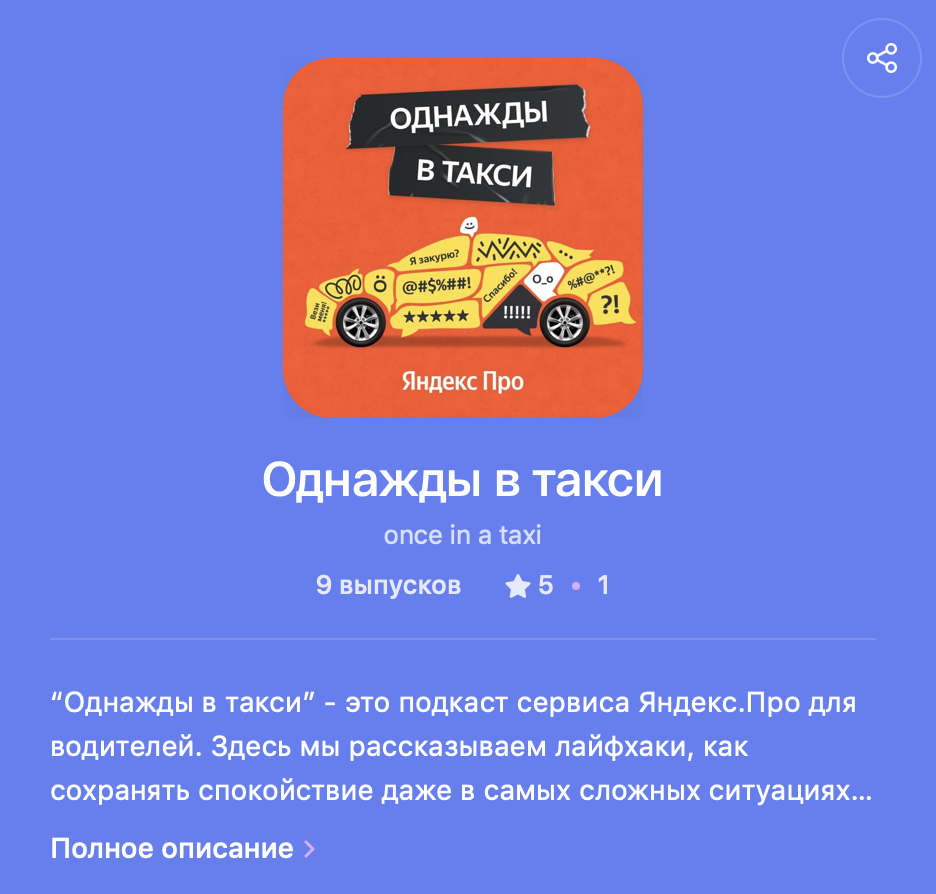 ОДНАЖДЫ
В ТАКСИ
Я закурю?
Вези меня!
Ö
@#$%##!
Спасибо!
O_o
%#@**?!
★★★★★
!!!!!
?!
Яндекс Про
Однажды в такси
once in a taxi
9 выпусков ★ 5 • 1
“Однажды в такси” - это подкаст сервиса Яндекс.Про для
водителей. Здесь мы рассказываем лайфхаки, как
сохранять спокойствие даже в самых сложных ситуациях...
Полное описание >